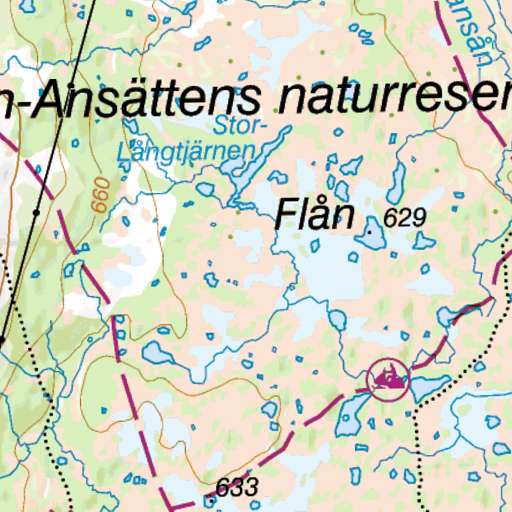 ansån
n-Ansättens naturreser
Stor-
Långtjärnen
660
Flån
629
633